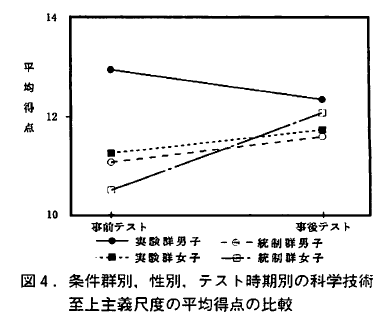 14
平均得点
12
10
事前テスト 事後テスト
実験群男子 統制群男子
実験群女子 統制群女子
図4．条件群別，性別，テスト時期別の科学技術
至上主義尺度の平均得点の比較